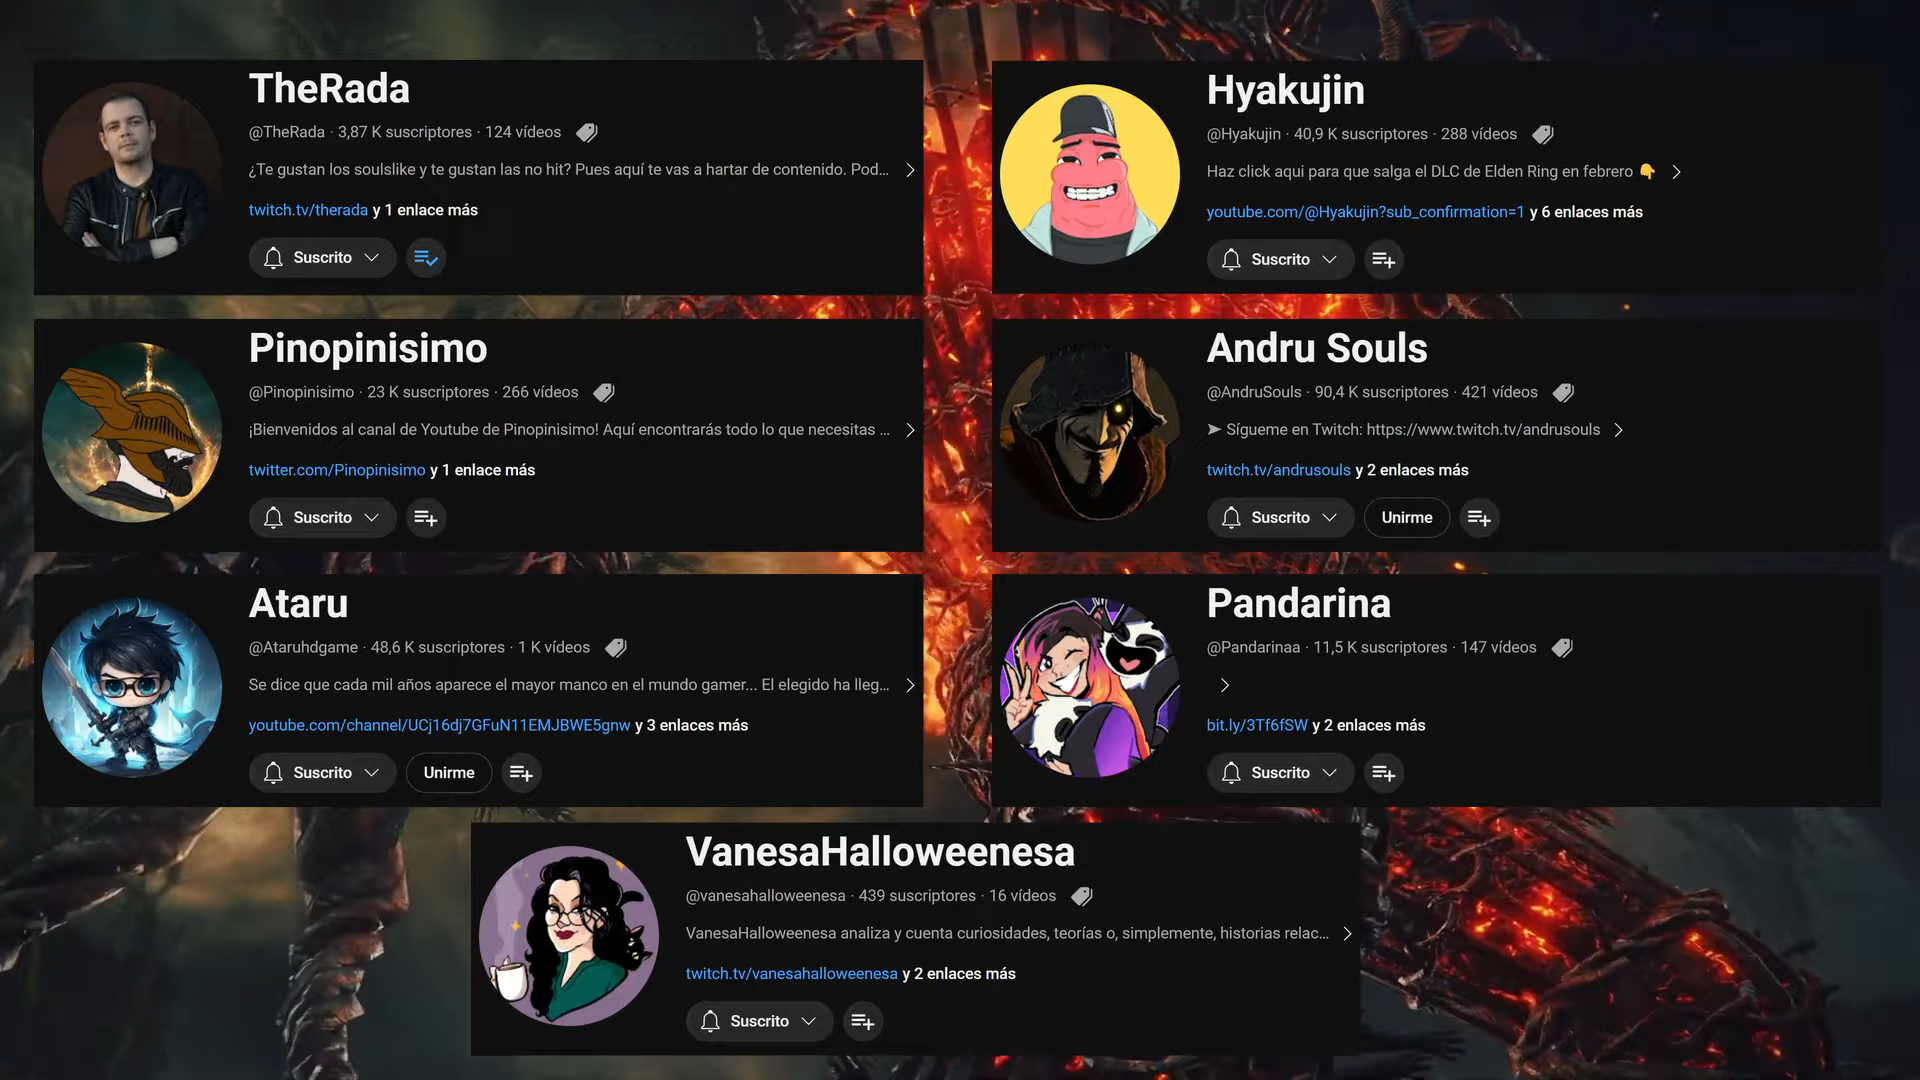 TheRada
@TheRada · 3,87 K suscriptores · 124 vídeos
¿Te gustan los soulslike y te gustan las no hit? Pues aquí te vas a hartar de contenido. Pod...
twitch.tv/therada y 1 enlace más
Suscrito
Hyakujin
@Hyakujin · 40,9 K suscriptores · 288 vídeos
Haz click aqui para que salga el DLC de Elden Ring en febrero 👇
youtube.com/@Hyakujin?sub_confirmation=1 y 6 enlaces más
Suscrito
Pinopinisimo
@Pinopinisimo · 23 K suscriptores · 266 vídeos
¡Bienvenidos al canal de Youtube de Pinopinisimo! Aquí encontrarás todo lo que necesitas ...
twitter.com/Pinopinisimo y 1 enlace más
Suscrito
Andru Souls
@AndruSouls · 90,4 K suscriptores · 421 vídeos
➤ Sígueme en Twitch: https://www.twitch.tv/andrusouls
twitch.tv/andrusouls y 2 enlaces más
Suscrito Unirme
Ataru
@Ataruhdgame · 48,6 K suscriptores · 1 K vídeos
Se dice que cada mil años aparece el mayor manco en el mundo gamer... El elegido ha lleg...
youtube.com/channel/UCj16dj7GFuN11EMJBWE5gnw y 3 enlaces más
Suscrito Unirme
Pandarina
@Pandarinaa · 11,5 K suscriptores · 147 vídeos
bit.ly/3Tf6fSW y 2 enlaces más
Suscrito
VanesaHalloweenesa
@vanesahalloweenesa · 439 suscriptores · 16 vídeos
VanesaHalloweenesa analiza y cuenta curiosidades, teorías o, simplemente, historias relac...
twitch.tv/vanesahalloweenesa y 2 enlaces más
Suscrito